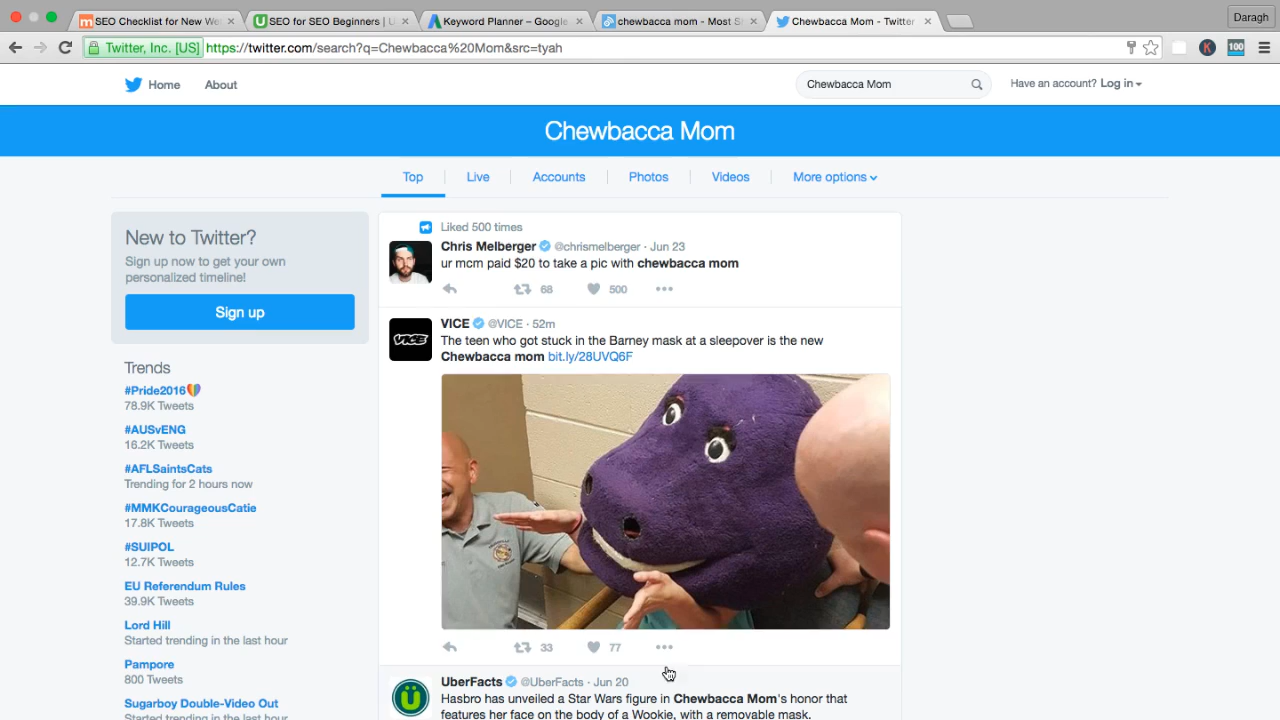 SEO Checklist for New We
SEO for SEO Beginners | U
Keyword Planner – Google
chewbacca mom - Most S
Chewbacca Mom - Twitter
Daragh
Twitter, Inc. [US] https://twitter.com/search?q=Chewbacca%20Mom&src=tyah
K
100
Home
About
Chewbacca Mom
Have an account? Log in
Chewbacca Mom
Top
Live
Accounts
Photos
Videos
More options
New to Twitter?
Sign up now to get your own
personalized timeline!
Sign up
Trends
#Pride2016
78.9K Tweets
#AUSvENG
16.2K Tweets
#AFLSaintsCats
Trending for 2 hours now
#MMKCourageousCatie
17.8K Tweets
#SUIPOL
12.7K Tweets
EU Referendum Rules
39.9K Tweets
Lord Hill
Started trending in the last hour
Pampore
800 Tweets
Sugarboy Double-Video Out
Started trending in the last hour
Liked 500 times
Chris Melberger @chrismelberger · Jun 23
ur mcm paid $20 to take a pic with chewbacca mom
68
500
VICE
VICE @VICE · 52m
The teen who got stuck in the Barney mask at a sleepover is the new
Chewbacca mom bit.ly/28UVQ6F
33
77
Ü
UberFacts @UberFacts · Jun 20
Hasbro has unveiled a Star Wars figure in Chewbacca Mom's honor that
features her face on the body of a Wookie, with a removable mask.